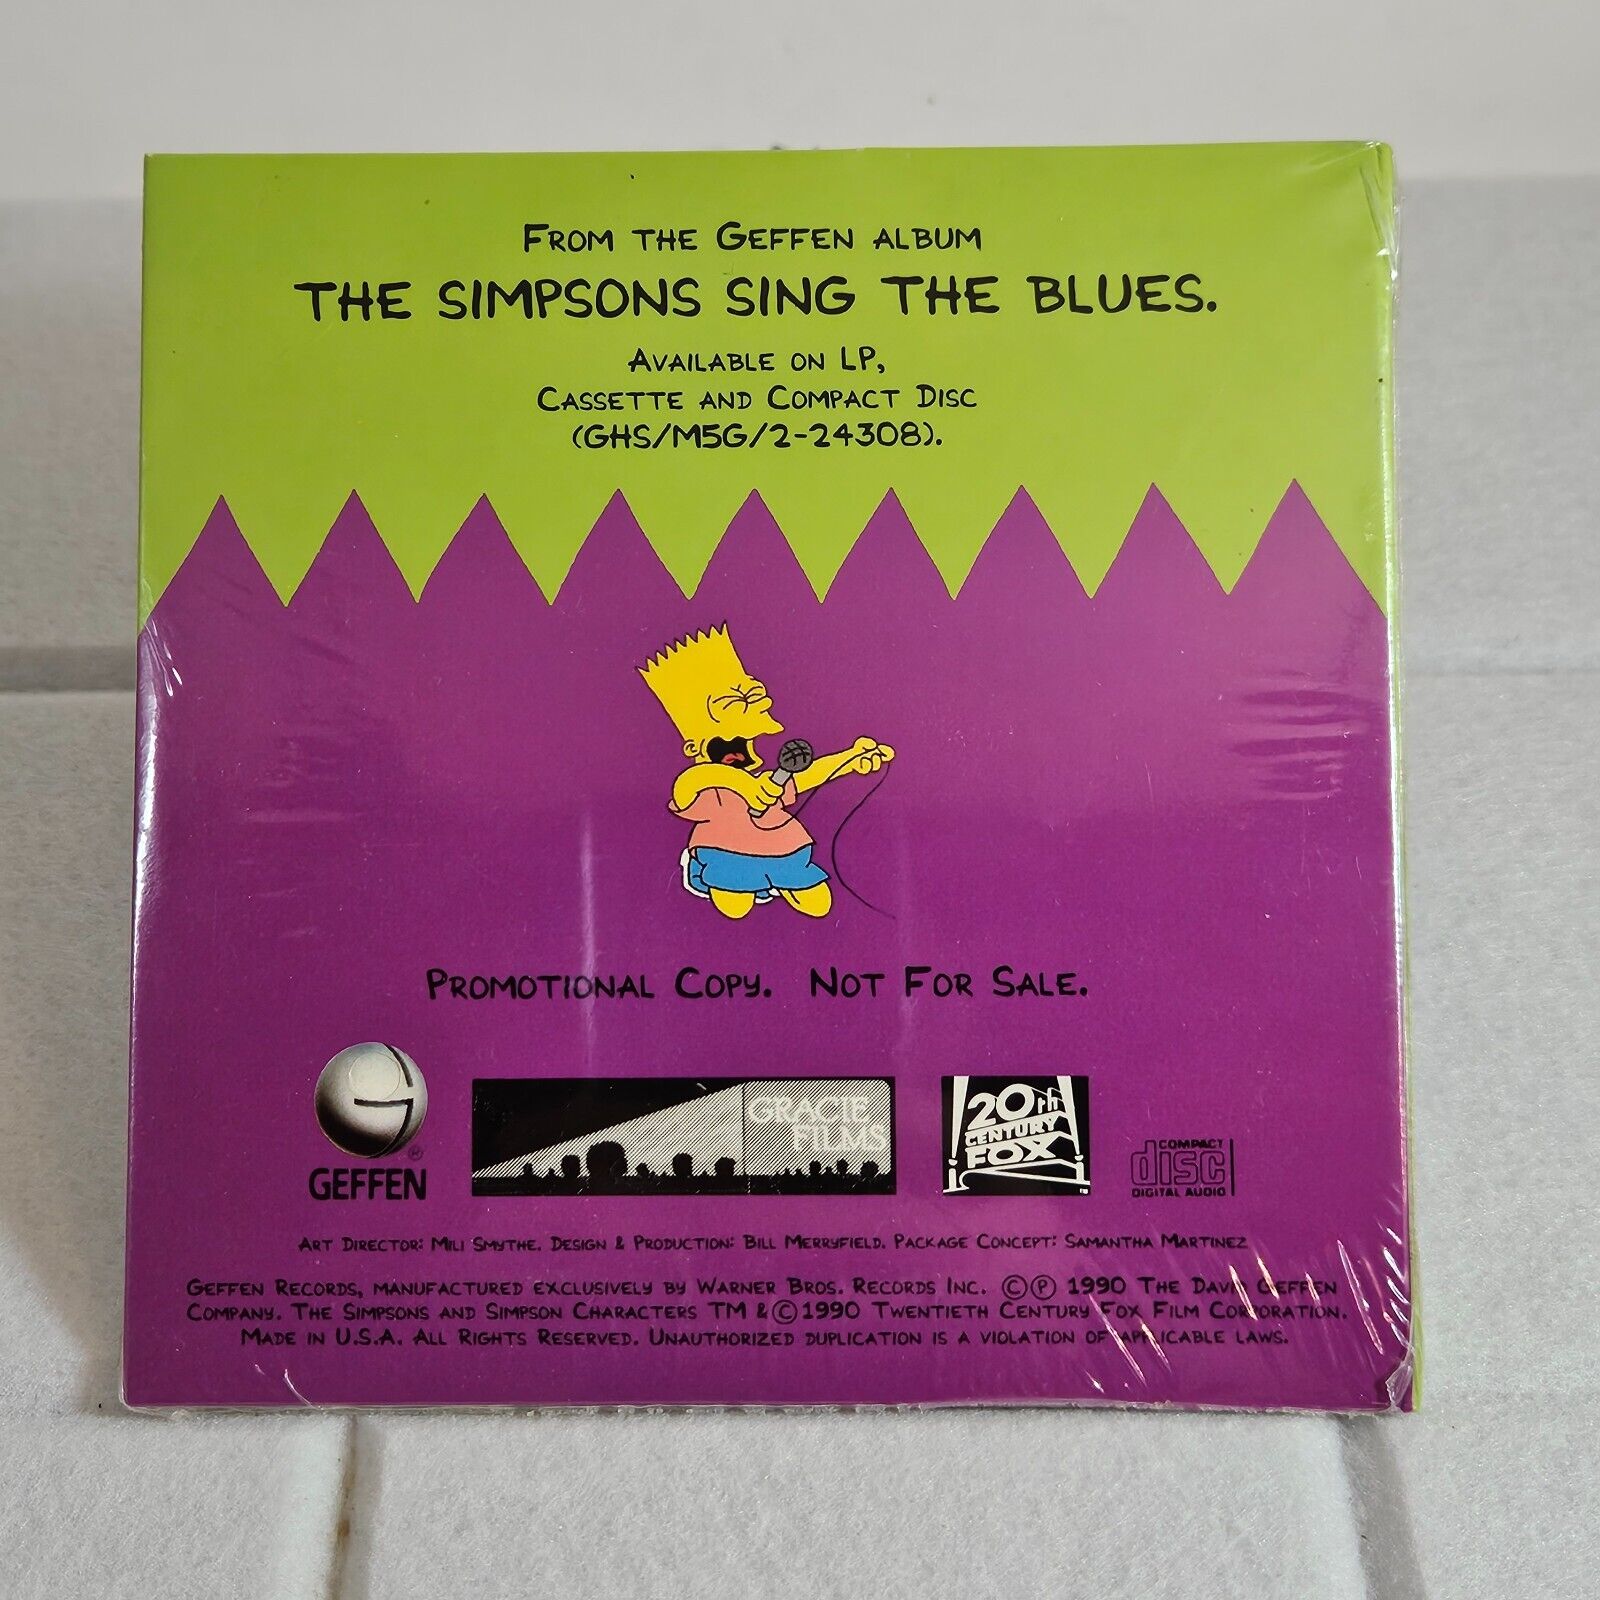 FROM THE GEFFEN ALBUM
THE SIMPSONS SING THE BLUES.
AVAILABLE ON LP,
CASSETTE AND COMPACT DISC
(GHS/M5G/2-24308).
PROMOTIONAL COPY. NOT FOR SALE.
GEFFEN ®
GRACIE
FILMS
20TH
CENTURY
FOX
TM
COMPACT
disc
DIGITAL AUDIO
ART DIRECTOR: MILI SMYTHE. DESIGN & PRODUCTION: BILL MERRYFIELD. PACKAGE CONCEPT: SAMANTHA MARTINEZ
GEFFEN RECORDS, MANUFACTURED EXCLUSIVELY BY WARNER BROS. RECORDS INC. ©℗ 1990 THE DAVID GEFFEN
COMPANY. THE SIMPSONS AND SIMPSON CHARACTERS TM & © 1990 TWENTIETH CENTURY FOX FILM CORPORATION.
MADE IN U.S.A. ALL RIGHTS RESERVED. UNAUTHORIZED DUPLICATION IS A VIOLATION OF APPLICABLE LAWS.